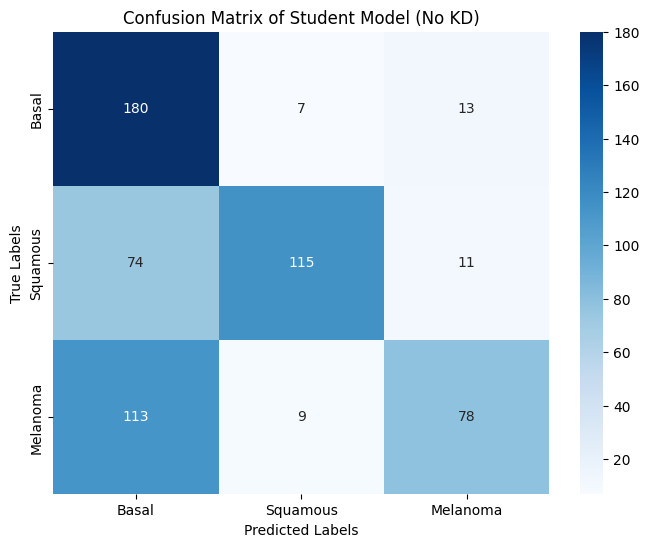 Confusion Matrix of Student Model (No KD)
180
Basal
180 7 13
160
140
120
True Labels
Squamous
74 115 11
100
80
60
Melanoma
113 9 78
40
20
Basal Squamous Melanoma
Predicted Labels